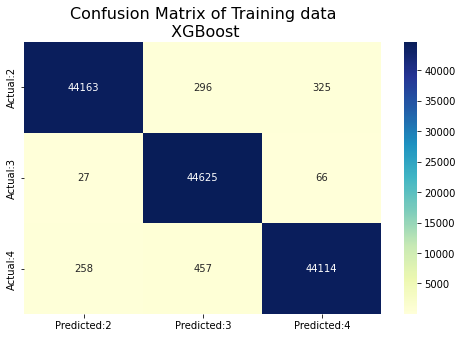 Confusion Matrix of Training data
XGBoost
Actual:2
44163
296
325
Actual:3
27
44625
66
Actual:4
258
457
44114
Predicted:2
Predicted:3
Predicted:4
40000
35000
30000
25000
20000
15000
10000
5000